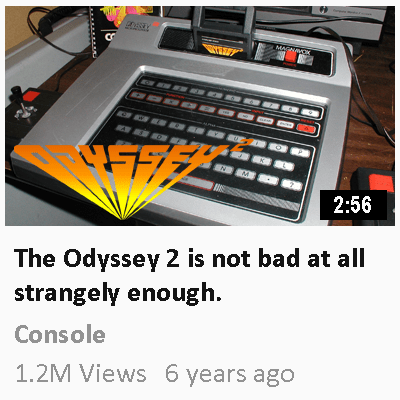 MAGNAVOX
ODYSSEY²
2:56
The Odyssey 2 is not bad at all
strangely enough.
Console
1.2M Views 6 years ago